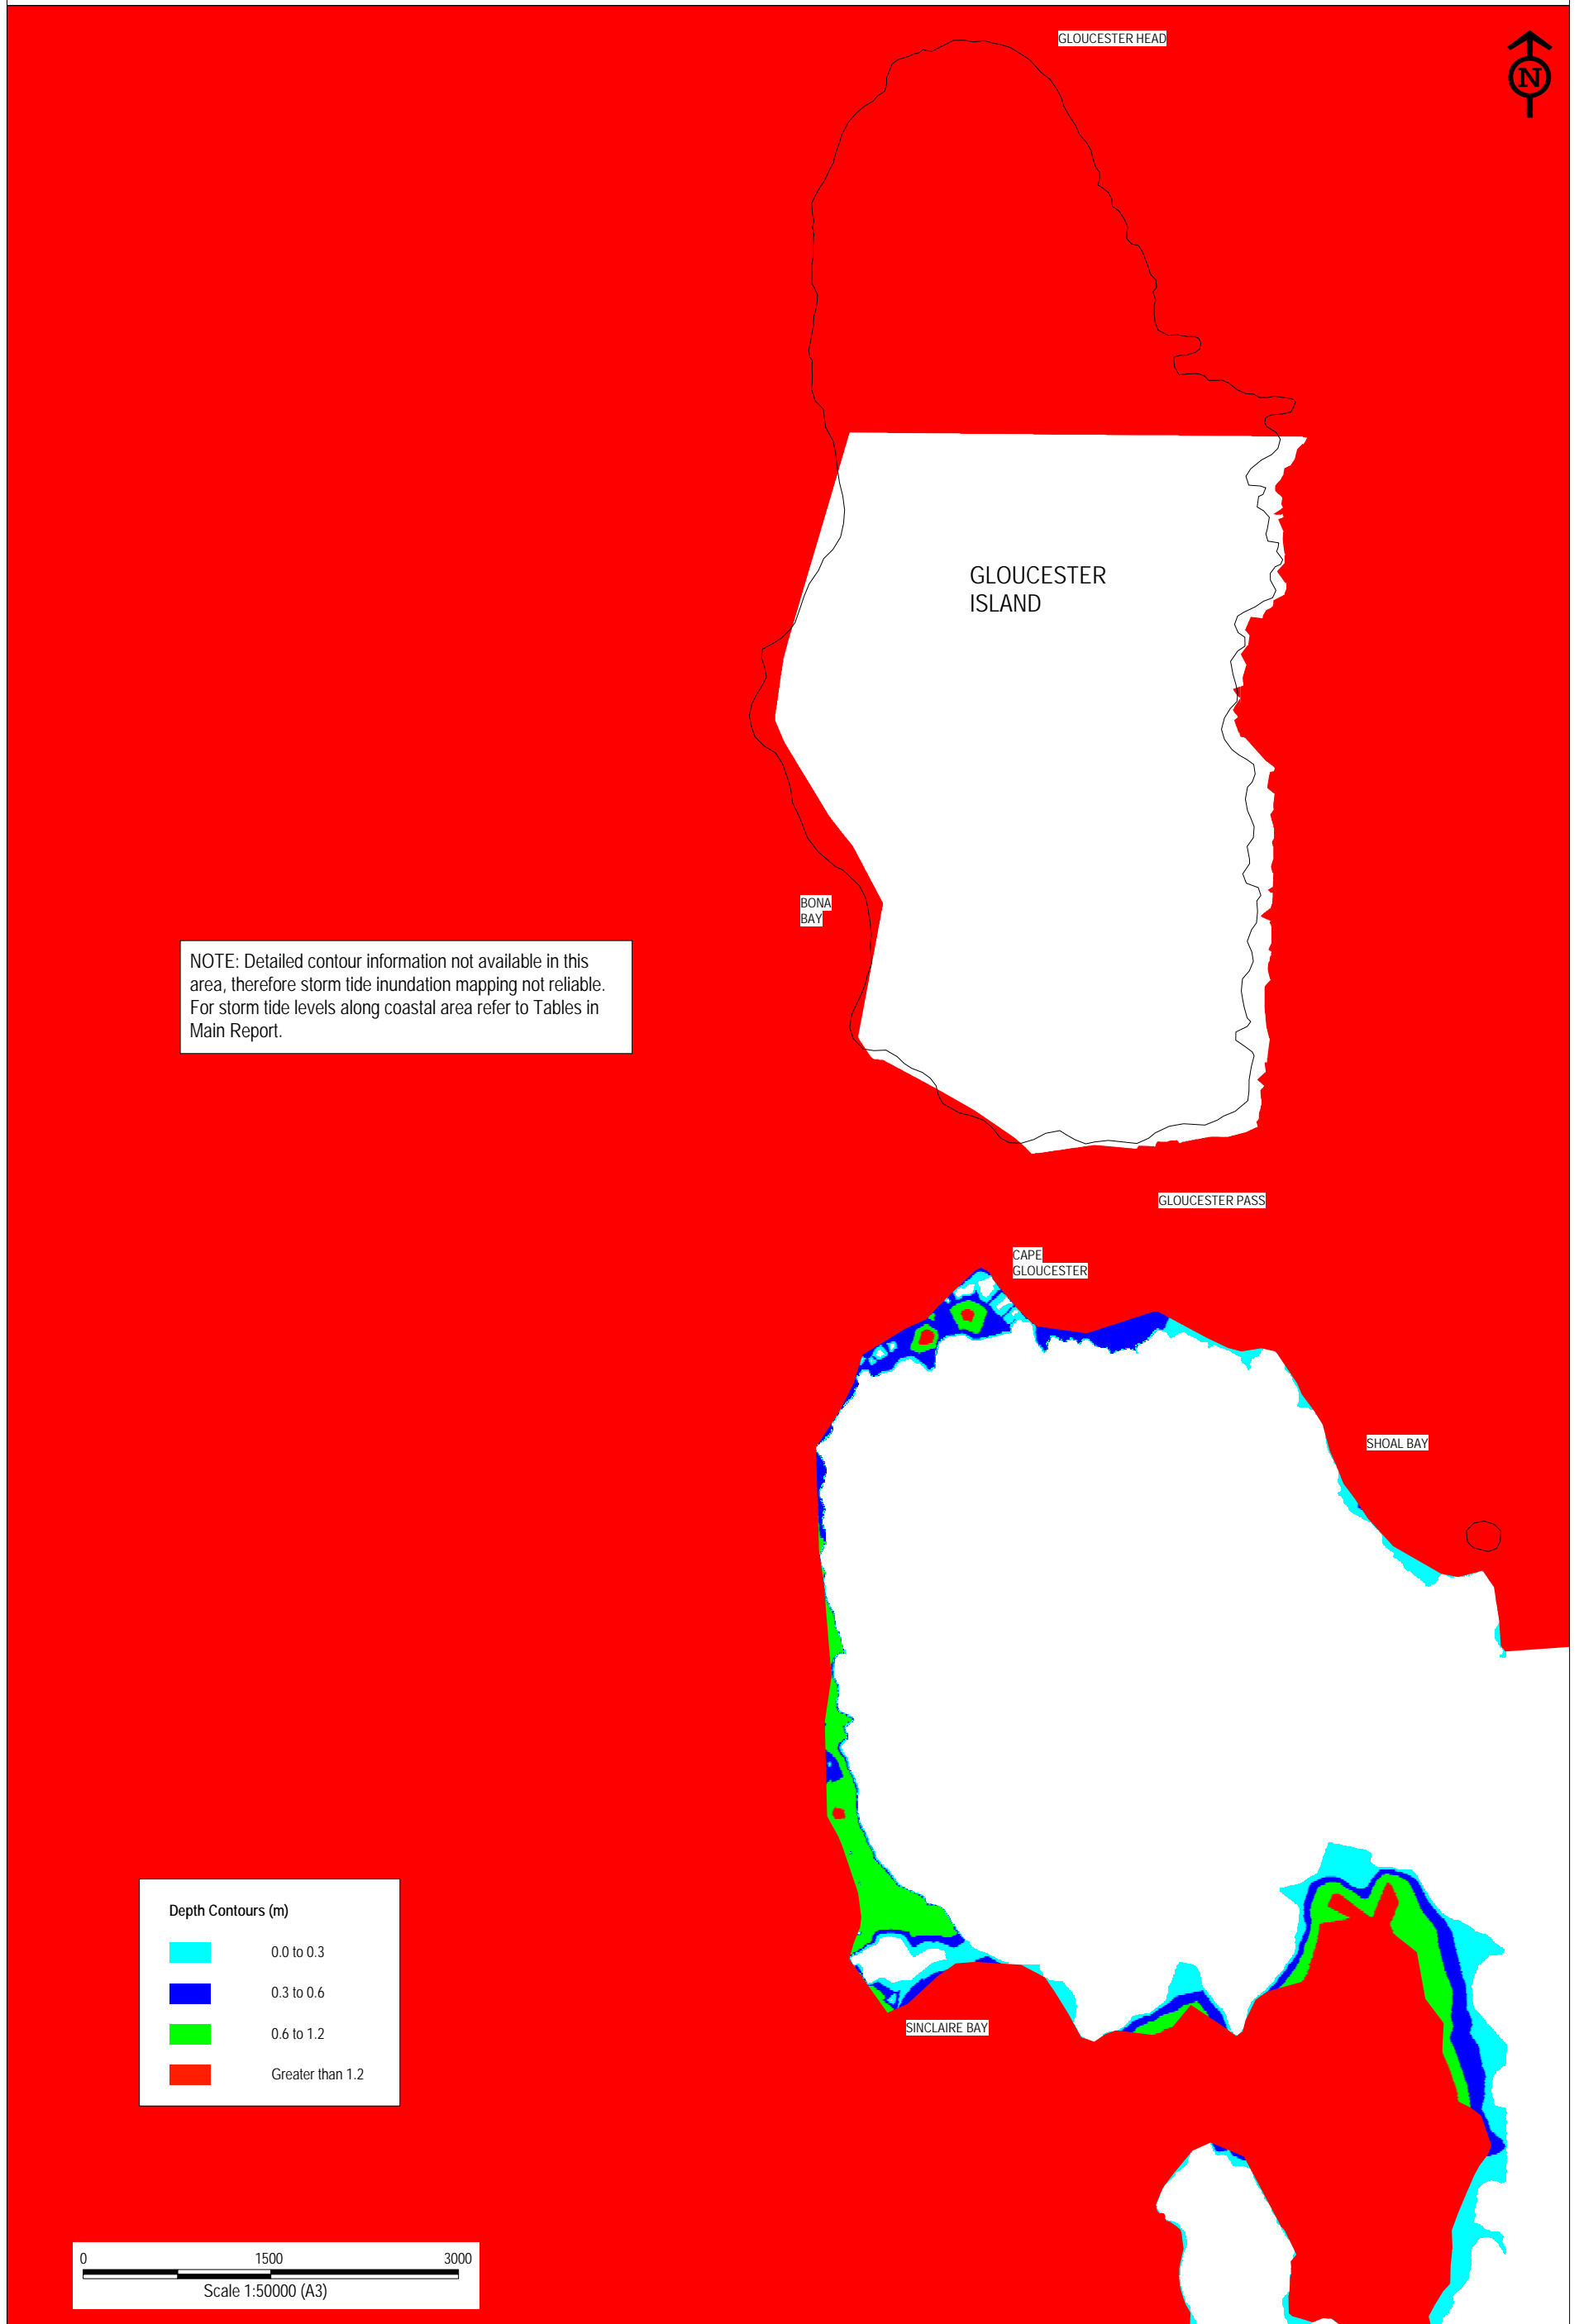 GLOUCESTER HEAD
N
GLOUCESTER
ISLAND
BONA
BAY
NOTE: Detailed contour information not available in this
area, therefore storm tide inundation mapping not reliable.
For storm tide levels along coastal area refer to Tables in
Main Report.
GLOUCESTER PASS
CAPE
GLOUCESTER
SHOAL BAY
Depth Contours (m)
0.0 to 0.3
0.3 to 0.6
0.6 to 1.2
Greater than 1.2
SINCLAIRE BAY
0 1500 3000
Scale 1:50000 (A3)